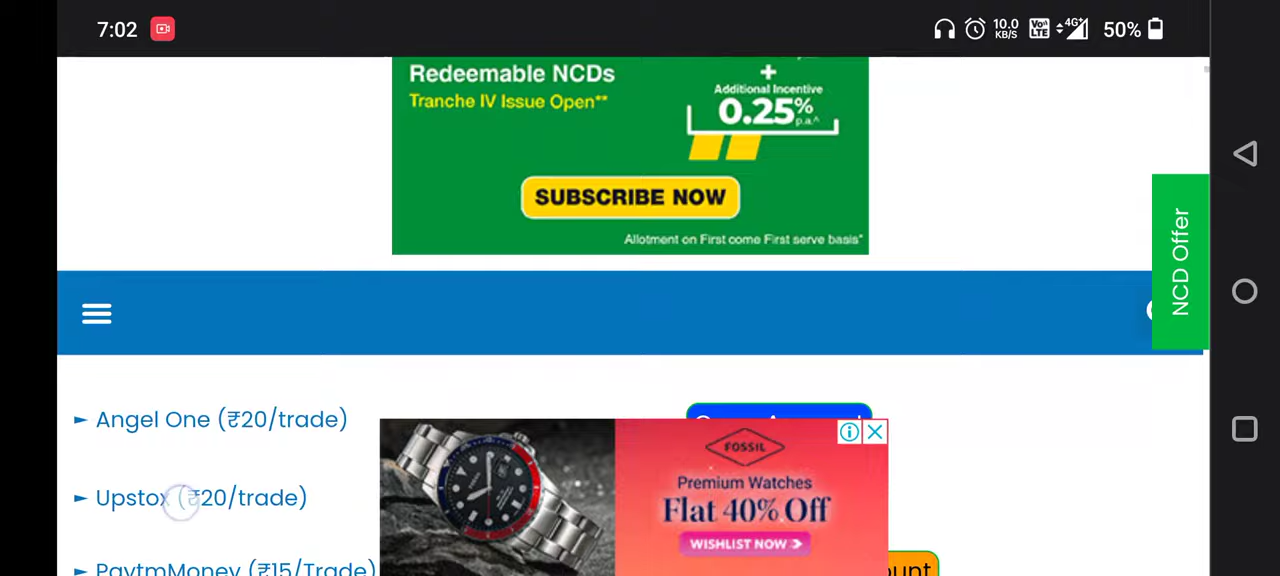 7:02
10.0
KB/S
Vo))
LTE
4G+
50%
Redeemable NCDs
Tranche IV Issue Open**
+
Additional Incentive
0.25%
p.a.^
SUBSCRIBE NOW
Allotment on First come First serve basis*
NCD Offer
► Angel One (₹20/trade)
► Upstox (₹20/trade)
► PaytmMoney (₹15/Trade)
FOSSIL
Premium Watches
Flat 40% Off
WISHLIST NOW